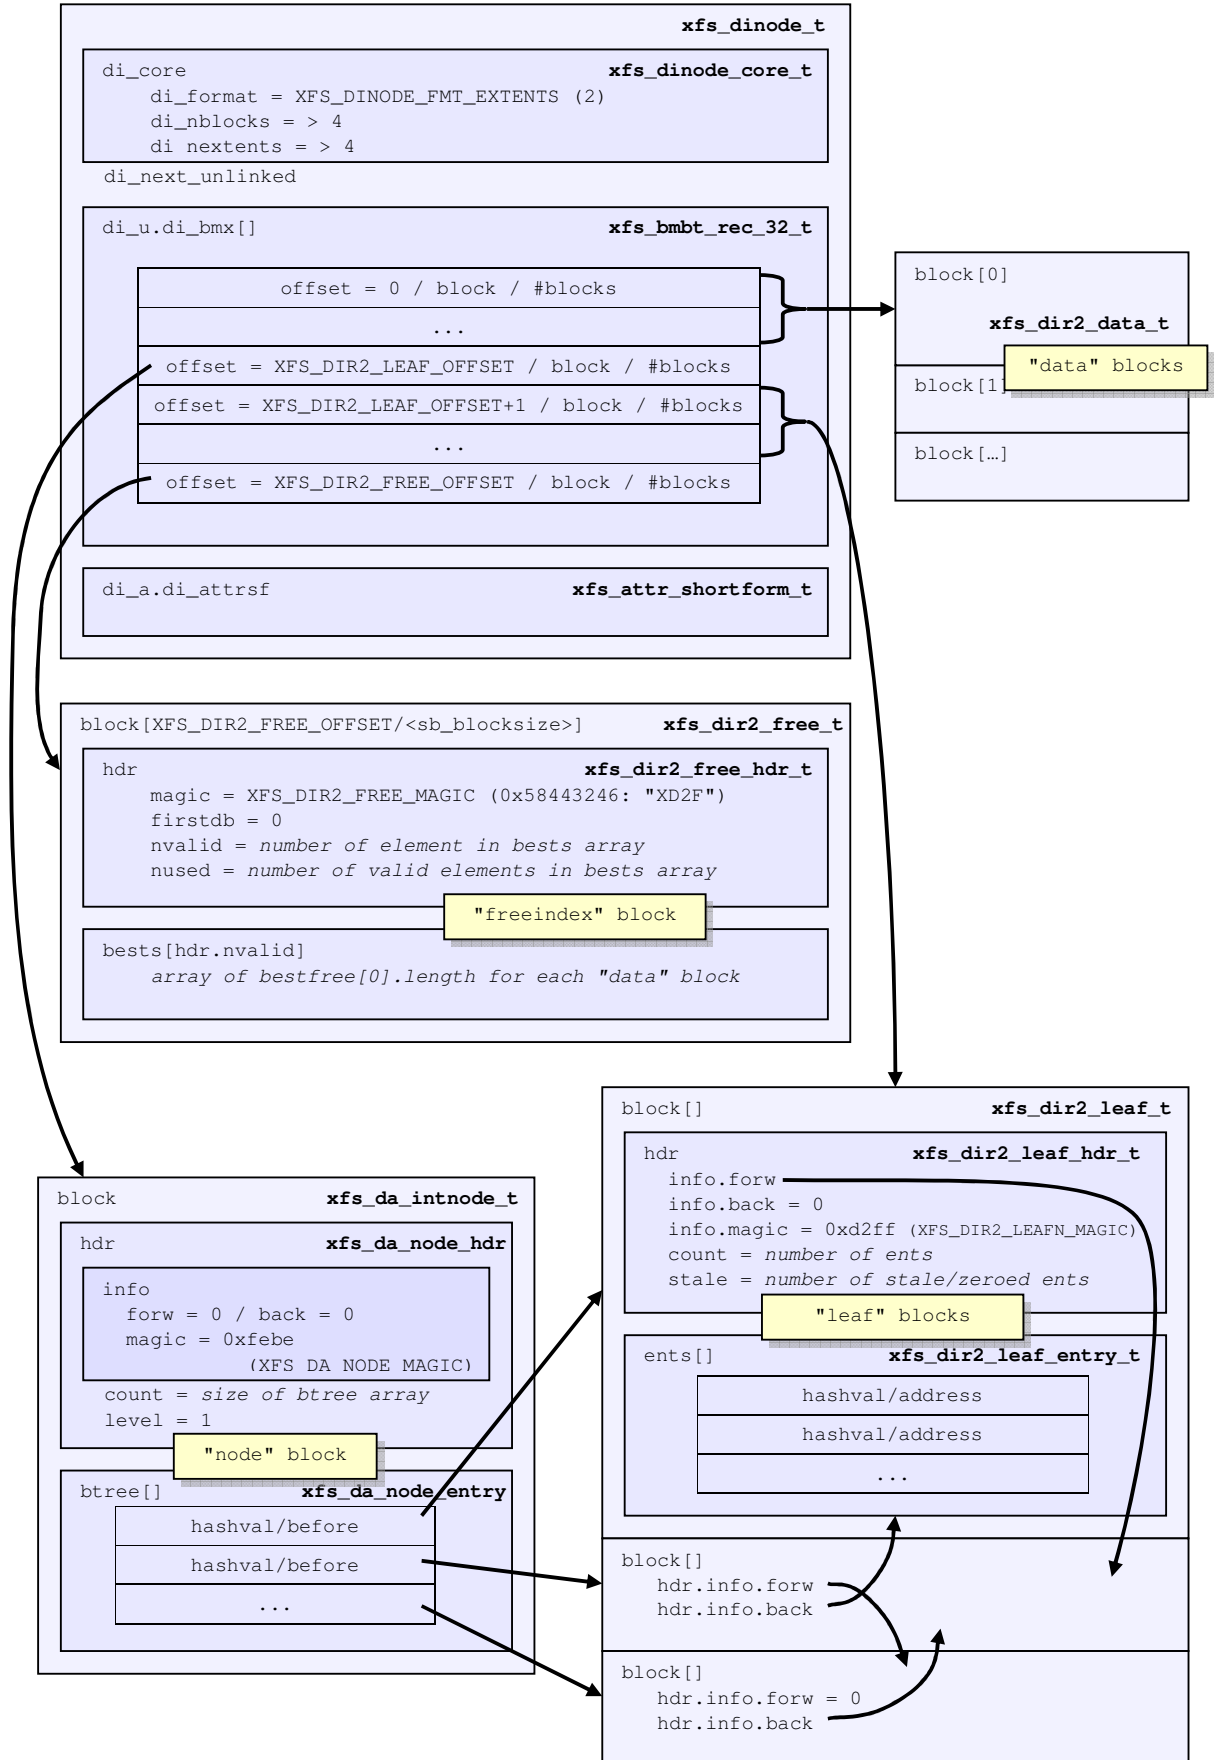 xfs_dinode_t
di_core xfs_dinode_core_t
di_format = XFS_DINODE_FMT_EXTENTS (2)
di_nblocks = > 4
di nextents = > 4
di_next_unlinked
di_u.di_bmx[] xfs_bmbt_rec_32_t
offset = 0 / block / #blocks
...
offset = XFS_DIR2_LEAF_OFFSET / block / #blocks
offset = XFS_DIR2_LEAF_OFFSET+1 / block / #blocks
...
offset = XFS_DIR2_FREE_OFFSET / block / #blocks
di_a.di_attrsf xfs_attr_shortform_t
block[0]
xfs_dir2_data_t
"data" blocks
block[1]
block[…]
block[XFS_DIR2_FREE_OFFSET/<sb_blocksize>] xfs_dir2_free_t
hdr xfs_dir2_free_hdr_t
magic = XFS_DIR2_FREE_MAGIC (0x58443246: "XD2F")
firstdb = 0
nvalid = number of element in bests array
nused = number of valid elements in bests array
"freeindex" block
bests[hdr.nvalid]
array of bestfree[0].length for each "data" block
block xfs_da_intnode_t
hdr xfs_da_node_hdr
info
forw = 0 / back = 0
magic = 0xfebe
(XFS DA NODE MAGIC)
count = size of btree array
level = 1
"node" block
btree[] xfs_da_node_entry
hashval/before
hashval/before
...
block[] xfs_dir2_leaf_t
hdr xfs_dir2_leaf_hdr_t
info.forw
info.back = 0
info.magic = 0xd2ff (XFS_DIR2_LEAFN_MAGIC)
count = number of ents
stale = number of stale/zeroed ents
"leaf" blocks
ents[] xfs_dir2_leaf_entry_t
hashval/address
hashval/address
...
block[]
hdr.info.forw
hdr.info.back
block[]
hdr.info.forw = 0
hdr.info.back